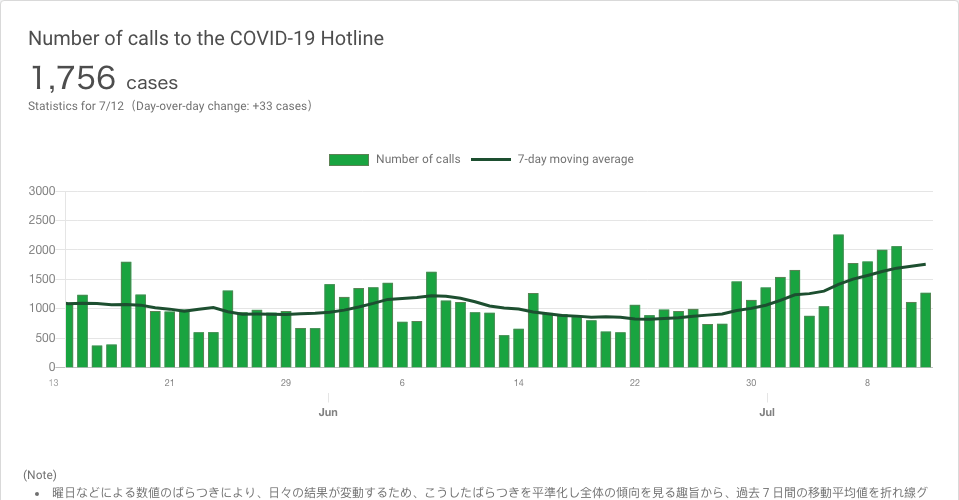 Number of calls to the COVID-19 Hotline
1,756 cases
Statistics for 7/12 (Day-over-day change: +33 cases)
Number of calls 7-day moving average
3000
2500
2000
1500
1000
500
0
13 21 29 6 14 22 30 8
Jun Jul
(Note)
• 曜日などによる数値のばらつきにより、日々の結果が変動するため、こうしたばらつきを平準化し全体の傾向を見る趣旨から、過去７日間の移動平均値を折れ線グ